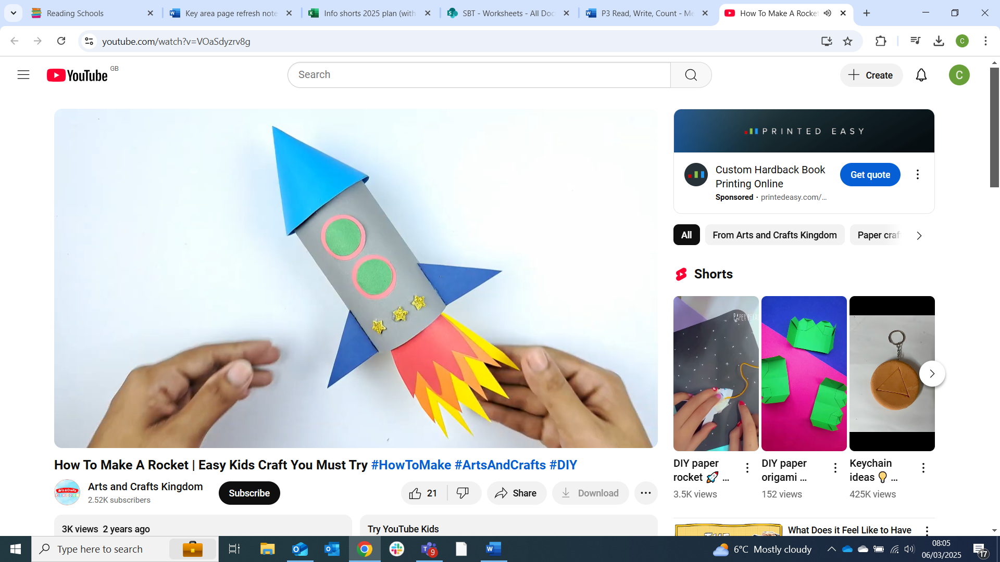 Reading Schools
Key area page refresh note
Info shorts 2025 plan (with
SBT - Worksheets - All Doc
P3 Read, Write, Count - Me
How To Make A Rocket
youtube.com/watch?v=VOaSdyzrv8g
C
YouTube GB
Search
Create
C
PRINTED EASY
Custom Hardback Book
Printing Online
Sponsored · printedeasy.com/...
Get quote
All
From Arts and Crafts Kingdom
Paper craf
Shorts
DIY paper
rocket 🚀 ...
3.5K views
DIY paper
origami ...
152 views
Keychain
ideas 💡 ...
425K views
How To Make A Rocket | Easy Kids Craft You Must Try #HowToMake #ArtsAndCrafts #DIY
Arts and Crafts Kingdom
2.52K subscribers
Subscribe
21
Share
Download
3K views 2 years ago
Try YouTube Kids
What Does it Feel Like to Have
Type here to search
9
6°C Mostly cloudy
08:05
06/03/2025
17